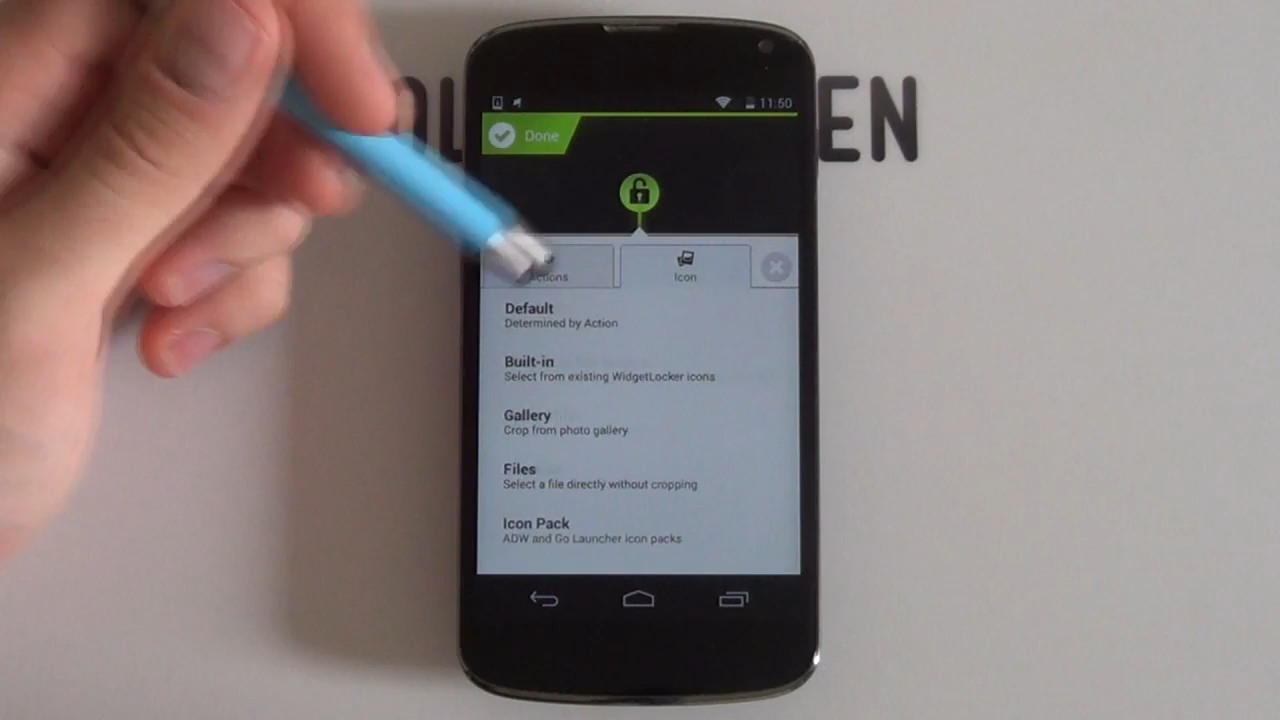 11:50
Done
Icon
Default
Determined by Action
Built-in
Select from existing WidgetLocker icons
Gallery
Crop from photo gallery
Files
Select a file directly without cropping
Icon Pack
ADW and Go Launcher icon packs